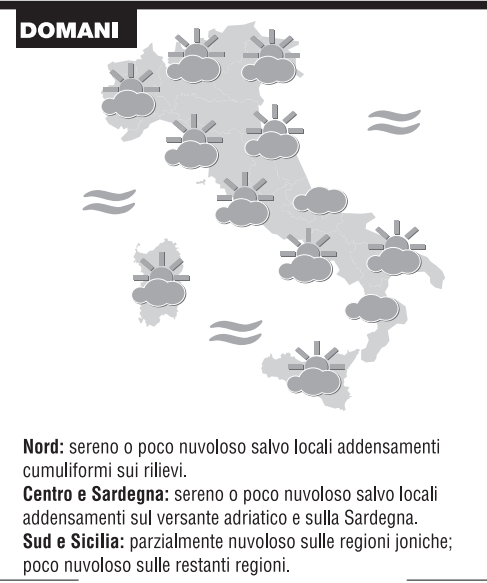 DOMANI
Nord: sereno o poco nuvoloso salvo locali addensamenti
cumuliformi sui rilievi.
Centro e Sardegna: sereno o poco nuvoloso salvo locali
addensamenti sul versante adriatico e sulla Sardegna.
Sud e Sicilia: parzialmente nuvoloso sulle regioni joniche;
poco nuvoloso sulle restanti regioni.